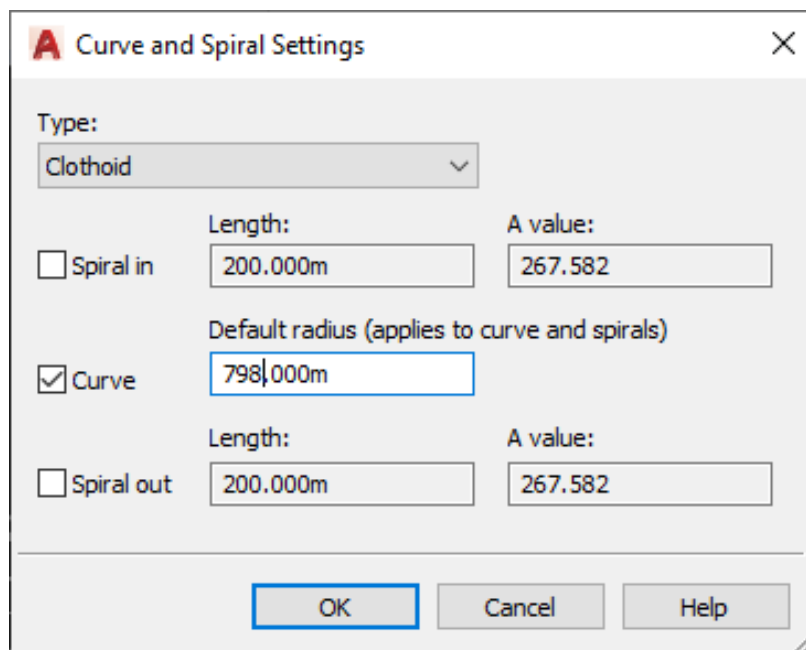 Curve and Spiral Settings
Type:
Clothoid
Length:
A value:
Spiral in
200.000m
267.582
Default radius (applies to curve and spirals)
Curve
798.000m
Length:
A value:
Spiral out
200.000m
267.582
OK
Cancel
Help